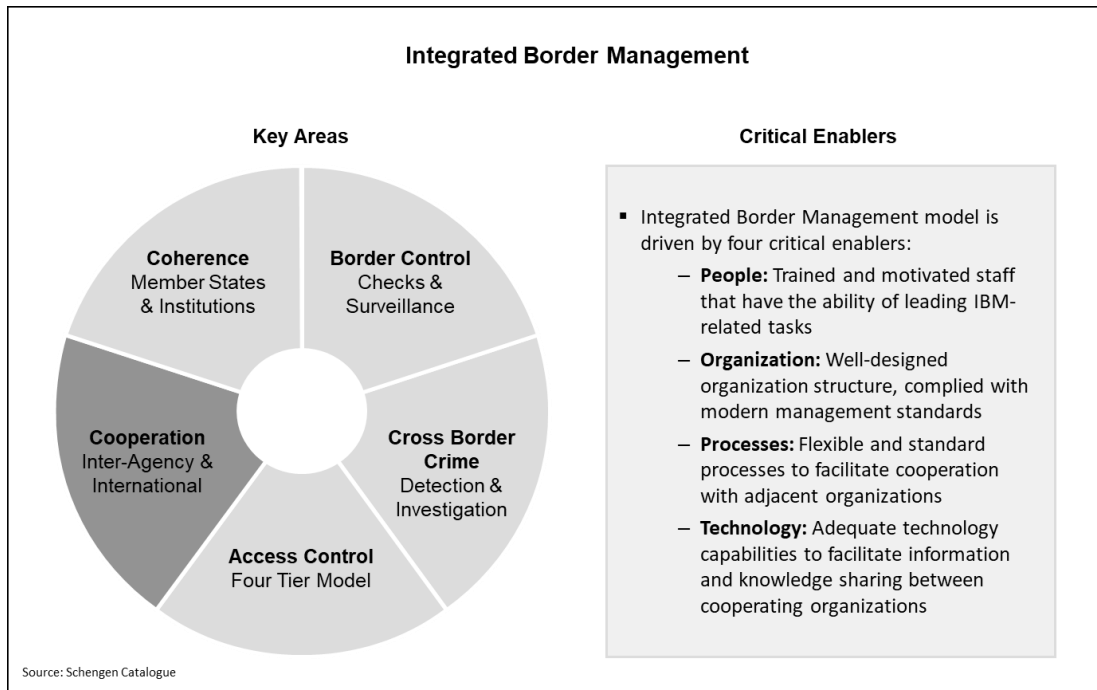 Integrated Border Management
Key Areas
Coherence
Member States
& Institutions
Border Control
Checks &
Surveillance
Cooperation
Inter-Agency &
International
Cross Border
Crime
Detection &
Investigation
Access Control
Four Tier Model
Critical Enablers
▪ Integrated Border Management model is
driven by four critical enablers:
– People: Trained and motivated staff
that have the ability of leading IBM-
related tasks
– Organization: Well-designed
organization structure, complied with
modern management standards
– Processes: Flexible and standard
processes to facilitate cooperation
with adjacent organizations
– Technology: Adequate technology
capabilities to facilitate information
and knowledge sharing between
cooperating organizations
Source: Schengen Catalogue